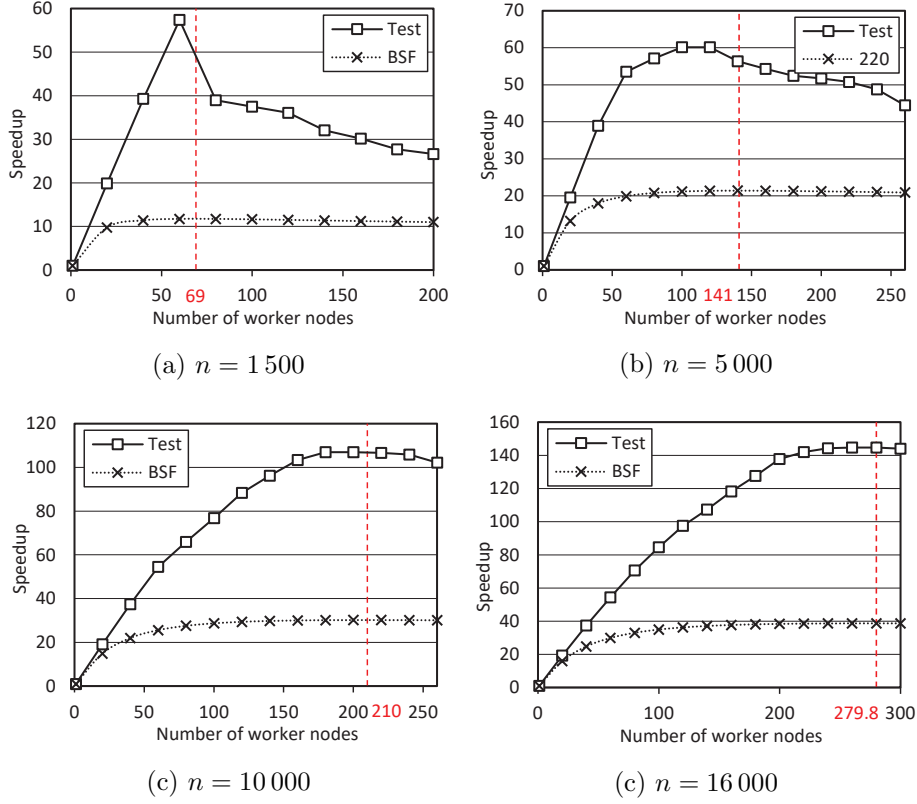 60
50
40
30
20
10
0
Speedup
Test
BSF
0 50 69 100 150 200
Number of worker nodes
(a) n = 1 500
70
60
50
40
30
20
10
0
Speedup
Test
220
0 50 100 141 150 200 250
Number of worker nodes
(b) n = 5 000
120
100
80
60
40
20
0
Speedup
Test
BSF
0 50 100 150 200 210 250
Number of worker nodes
(c) n = 10 000
160
140
120
100
80
60
40
20
0
Speedup
Test
BSF
0 100 200 279.8 300
Number of worker nodes
(c) n = 16 000